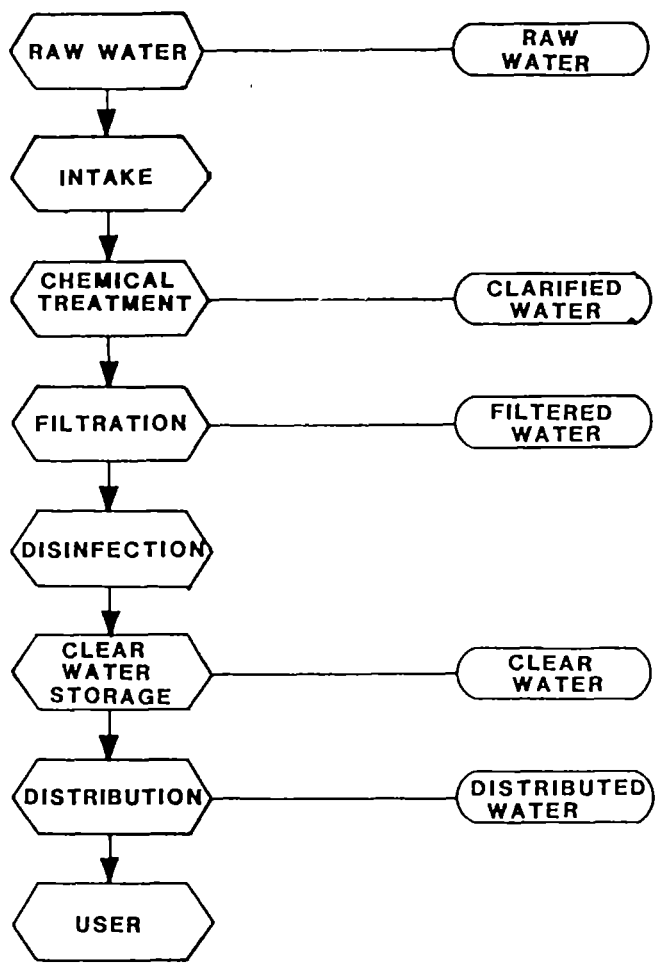 RAW WATER
RAW
WATER
INTAKE
CHEMICAL
TREATMENT
CLARIFIED
WATER
FILTRATION
FILTERED
WATER
DISINFECTION
CLEAR
WATER
STORAGE
CLEAR
WATER
DISTRIBUTION
DISTRIBUTED
WATER
USER